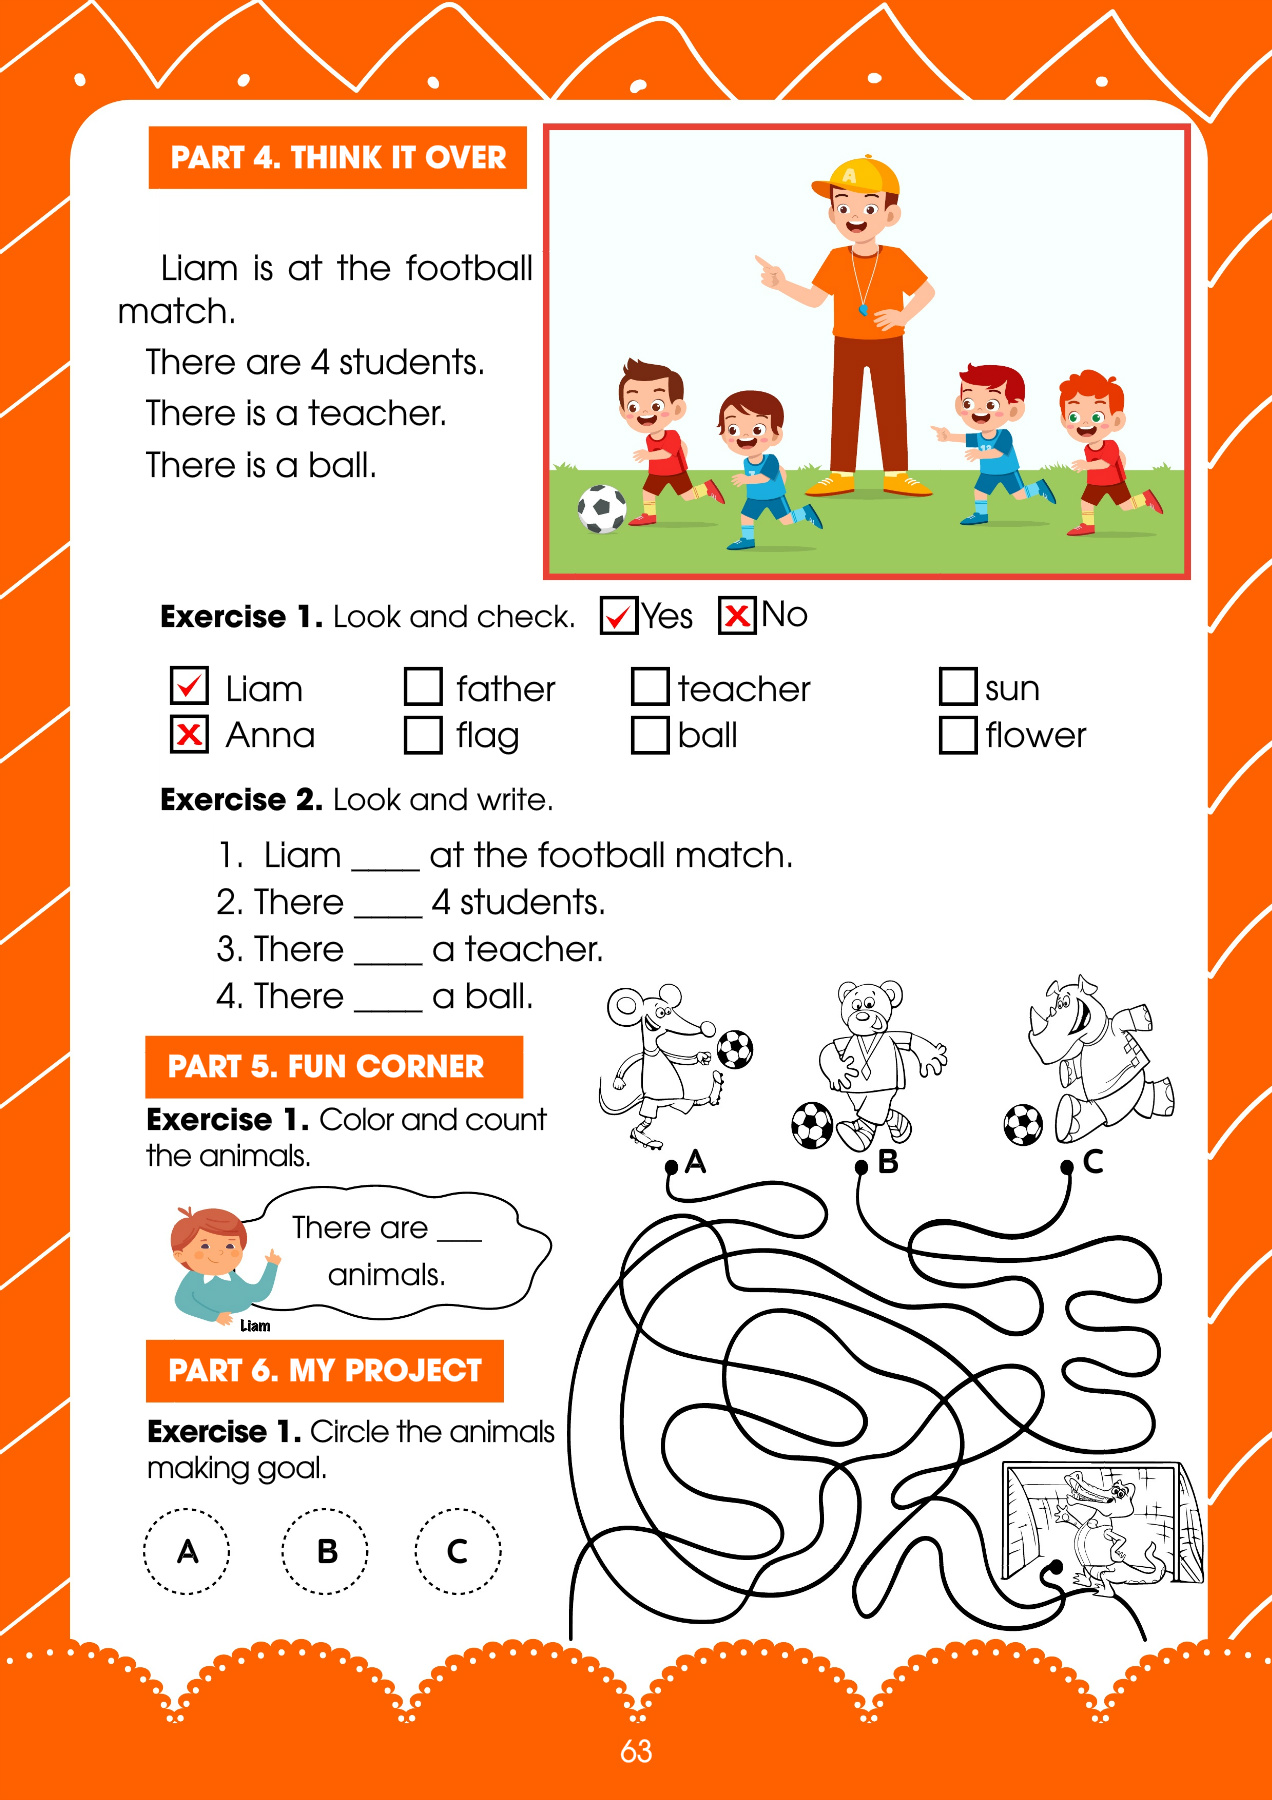 PART 4. THINK IT OVER
A
Liam is at the football
match.
There are 4 students.
There is a teacher.
There is a ball.
Exercise 1. Look and check. Yes No
Liam father teacher sun
Anna flag ball flower
Exercise 2. Look and write.
1. Liam ____ at the football match.
2. There ____ 4 students.
3. There ____ a teacher.
4. There ____ a ball.
PART 5. FUN CORNER
Exercise 1. Color and count
the animals.
There are ___
animals.
Liam
A B C
PART 6. MY PROJECT
Exercise 1. Circle the animals
making goal.
A B C
63